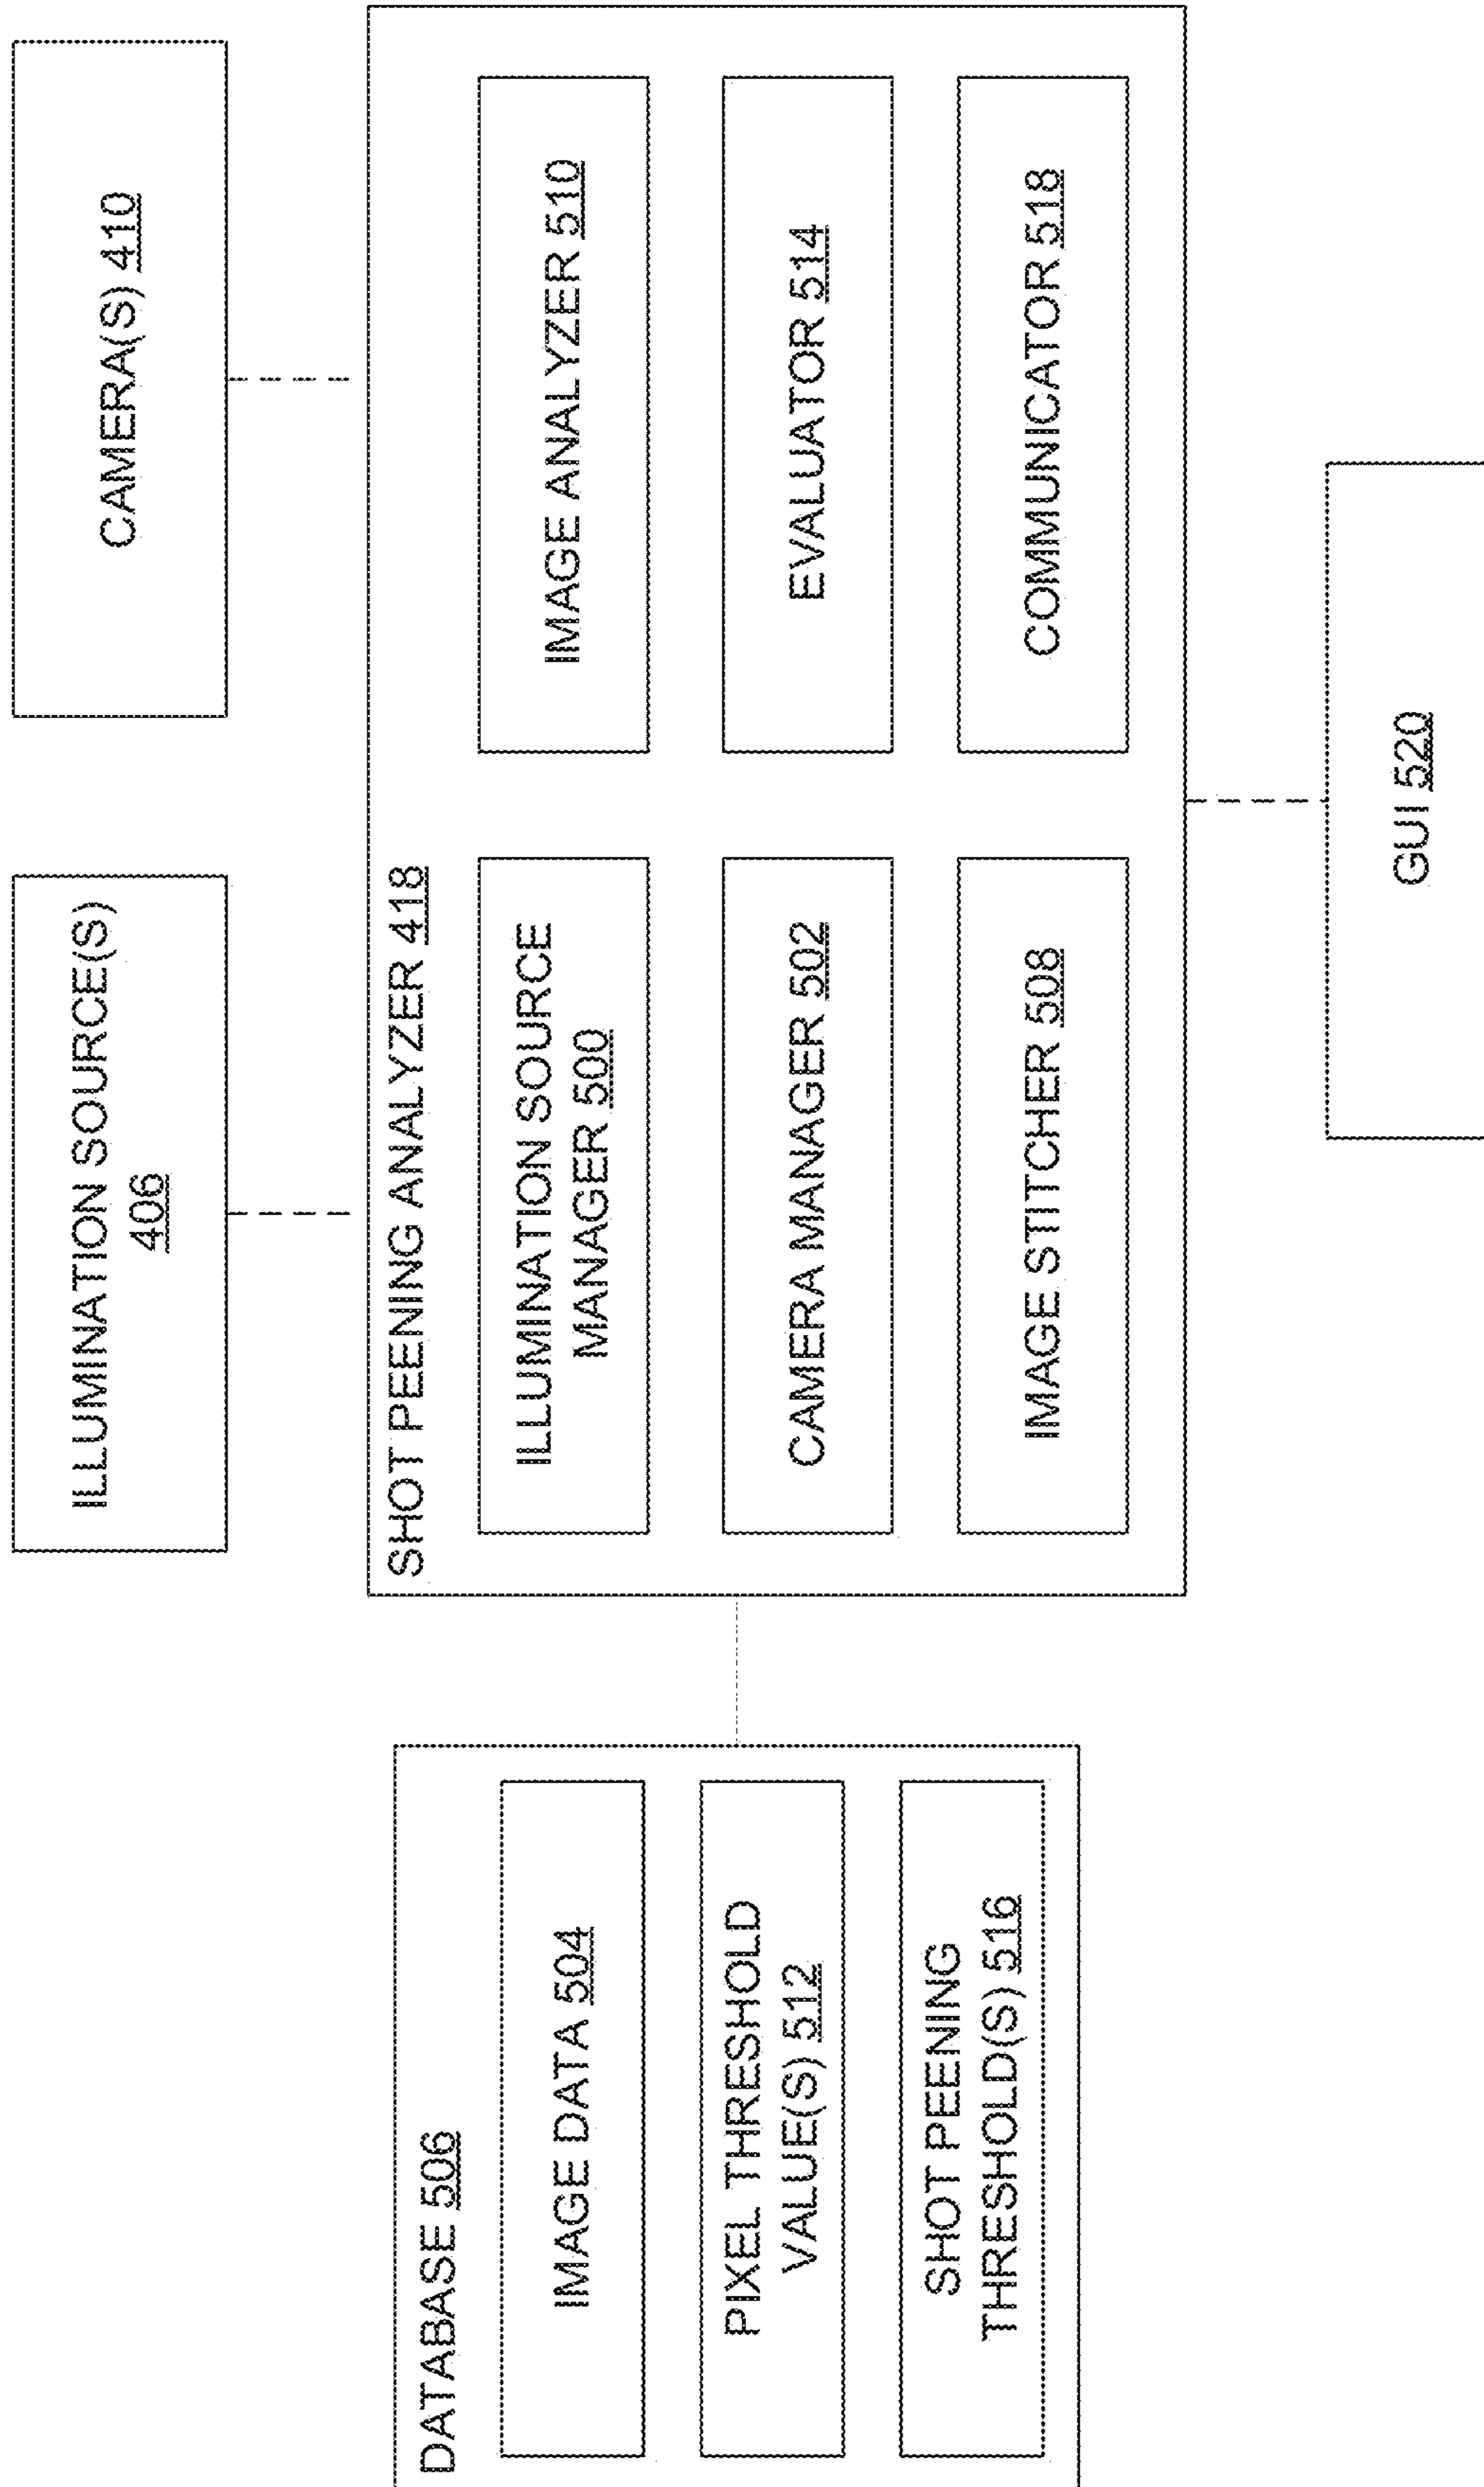 ILLUMINATION SOURCE(S)
406
CAMERA(S) 410
DATABASE 506
IMAGE DATA 504
PIXEL THRESHOLD
VALUE(S) 512
SHOT PEENING
THRESHOLD(S) 516
SHOT PEENING ANALYZER 418
ILLUMINATION SOURCE
MANAGER 500
IMAGE ANALYZER 510
CAMERA MANAGER 502
EVALUATOR 514
IMAGE STITCHER 508
COMMUNICATOR 518
GUI 520